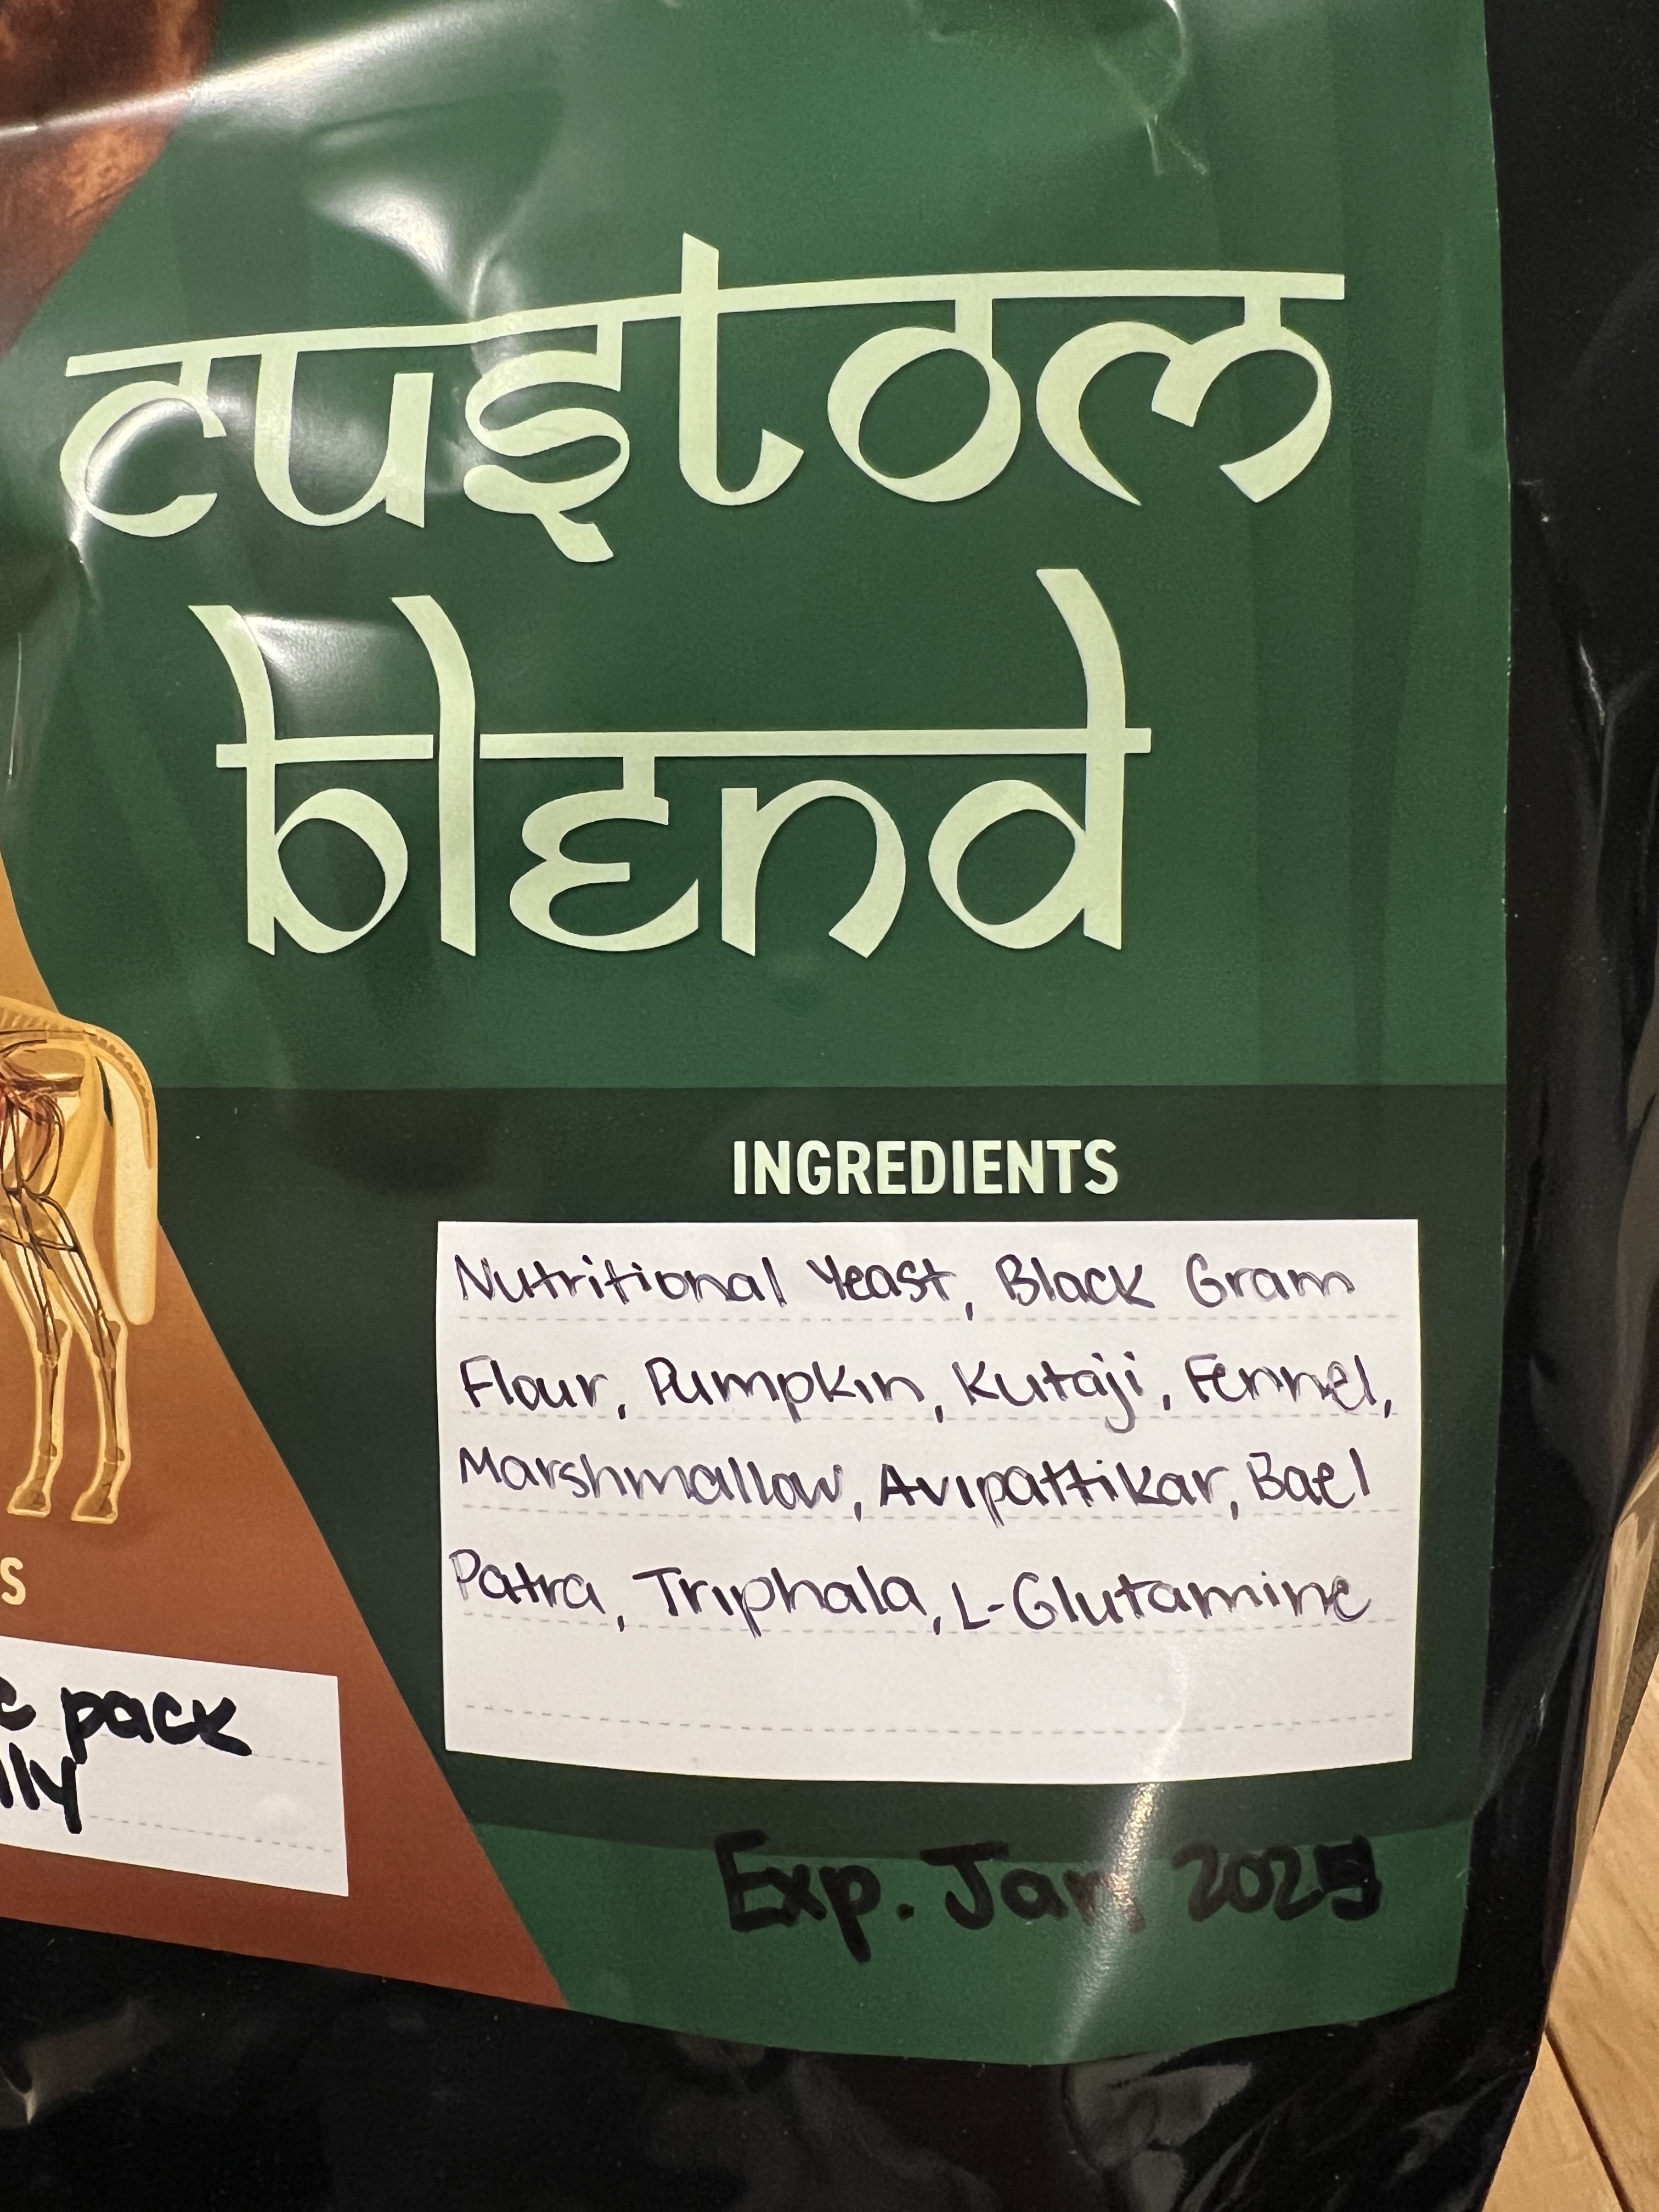 custom
blend
INGREDIENTS
Nutritional Yeast, Black Gram
Flour, Pumpkin, Kutaji, Fennel,
Marshmallow, Avipattikar, Bael
Patra, Triphala, L-Glutamine
S
pack
lly
Exp. Jan, 2025